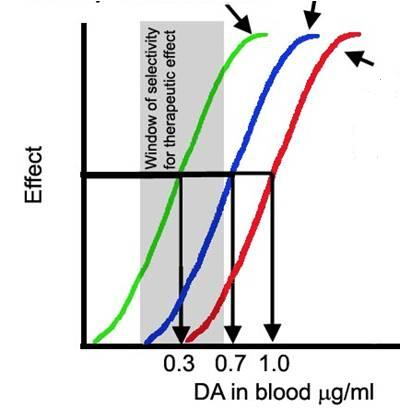 Window of selectivity
for therapeutic effect
Effect
0.3 0.7 1.0
DA in blood μg/ml